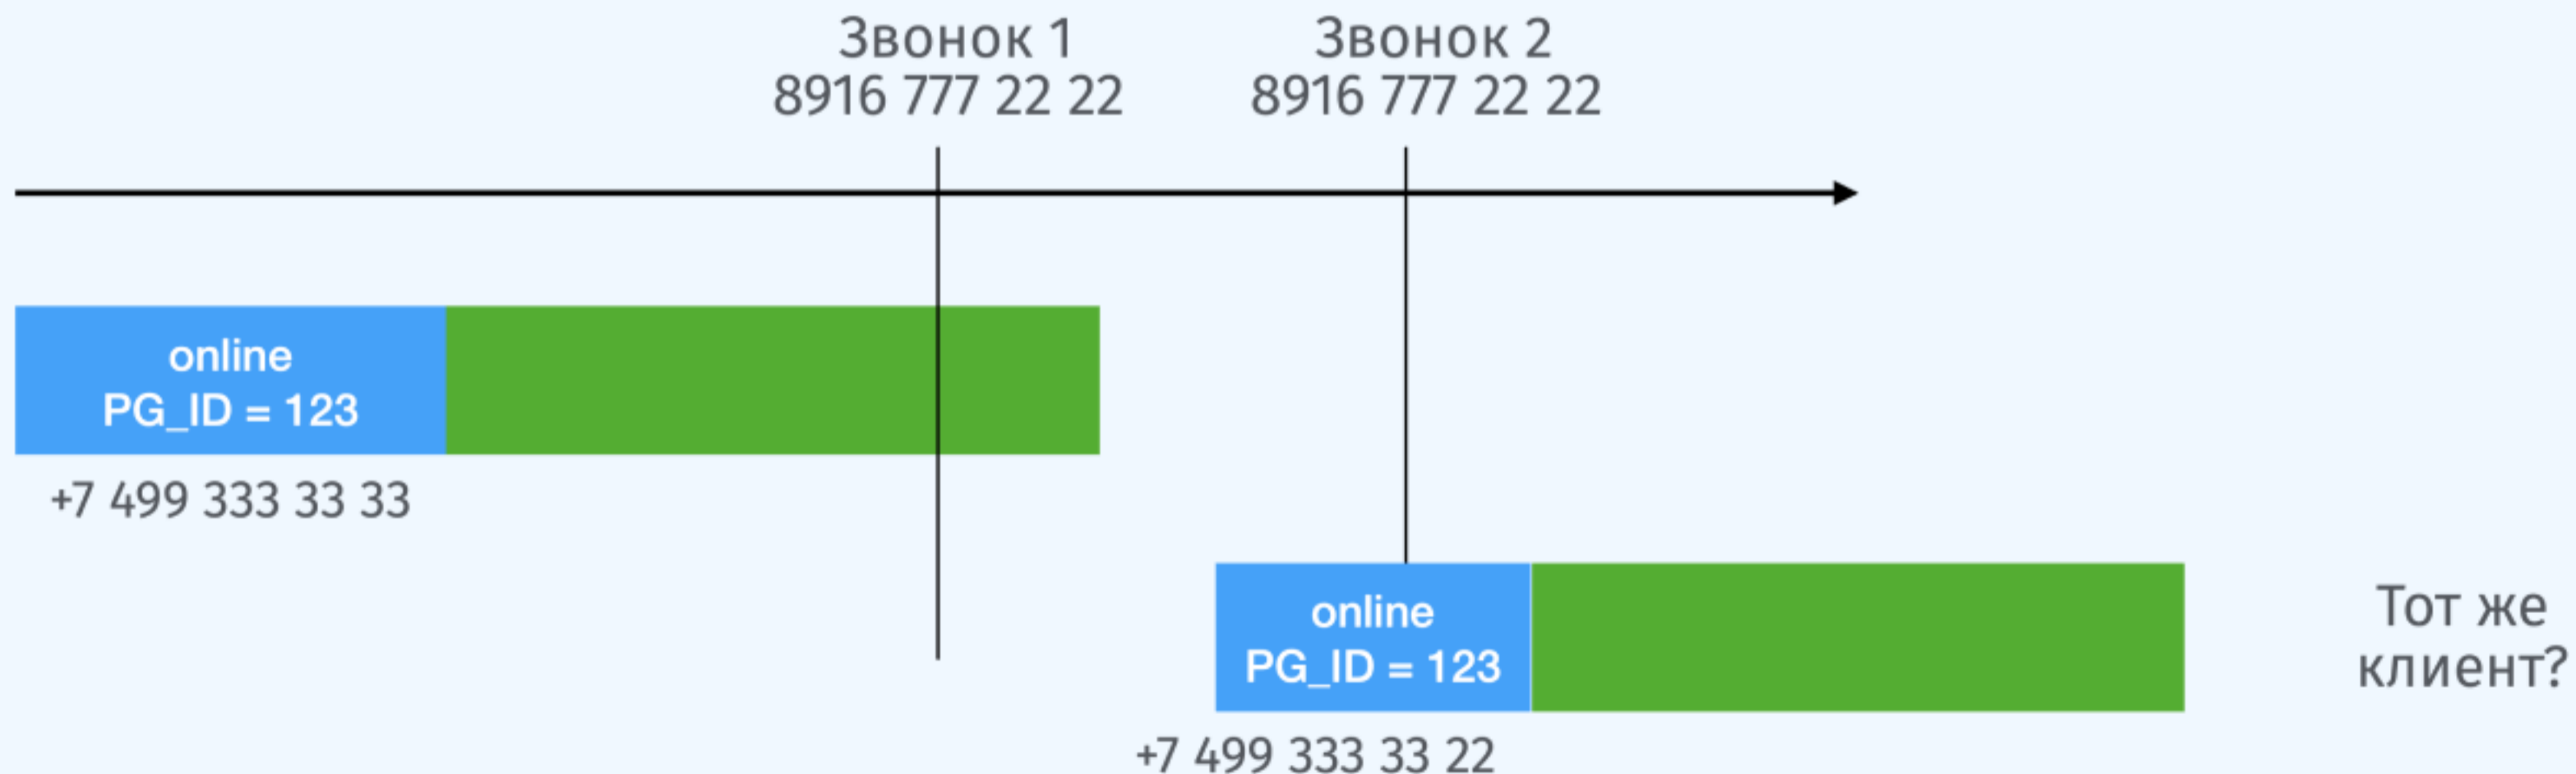 Звонок 1
8916 777 22 22
Звонок 2
8916 777 22 22
online
PG_ID = 123
+7 499 333 33 33
online
PG_ID = 123
+7 499 333 33 22
Тот же
клиент?